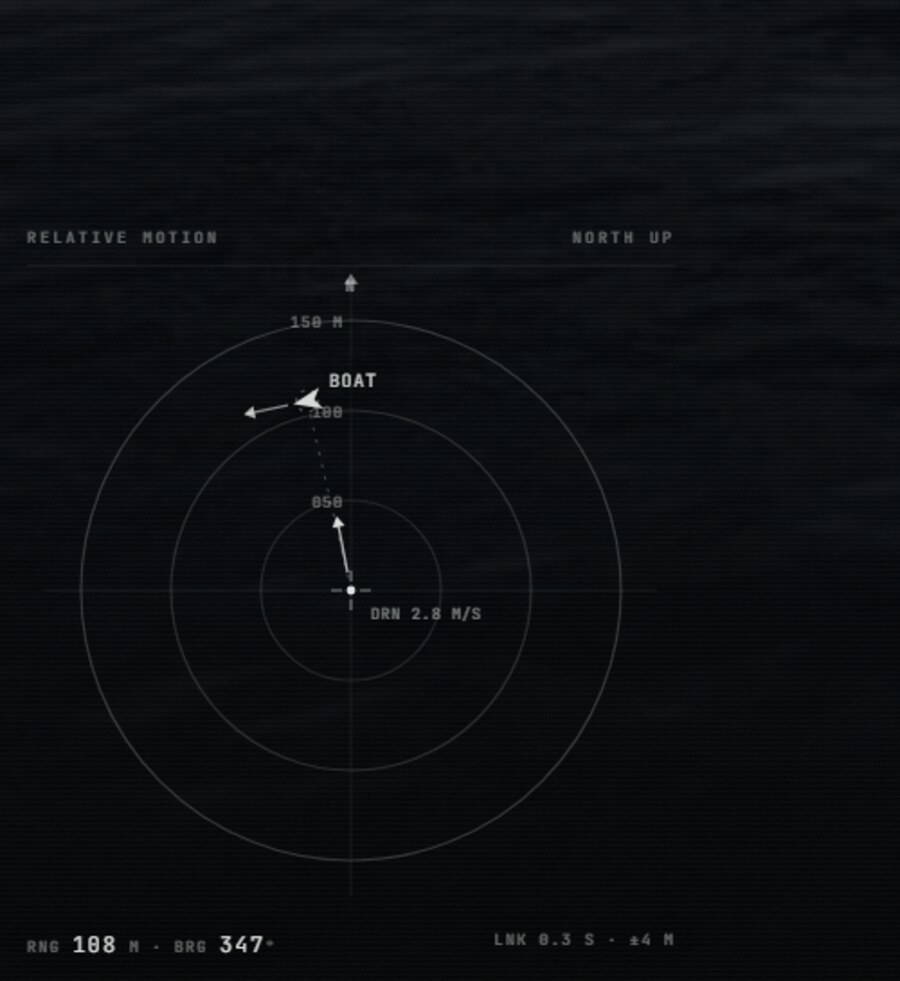 RELATIVE MOTION
NORTH UP
N
150 M
BOAT
100
050
DRN 2.8 M/S
RNG 108 M · BRG 347°
LNK 0.3 S · ±4 M